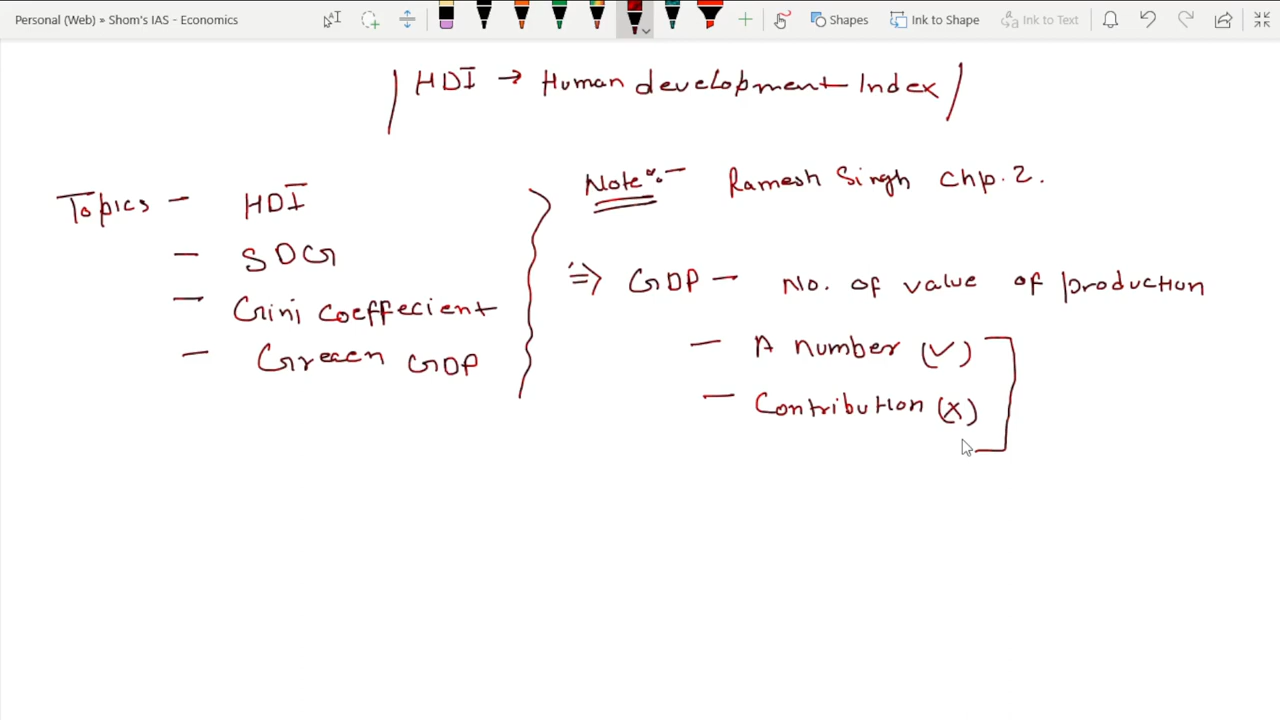 Personal (Web) » Shom's IAS - Economics
Shapes
Ink to Shape
Ink to Text
HDI → Human development Index
Topics - HDI
- SDG
- Gini coeffecient
- Greaen GDP
Note:- Ramesh Singh Chp. 2.
⇒ GDP - No. of value of production
- A number (✓)
- Contribution (x)